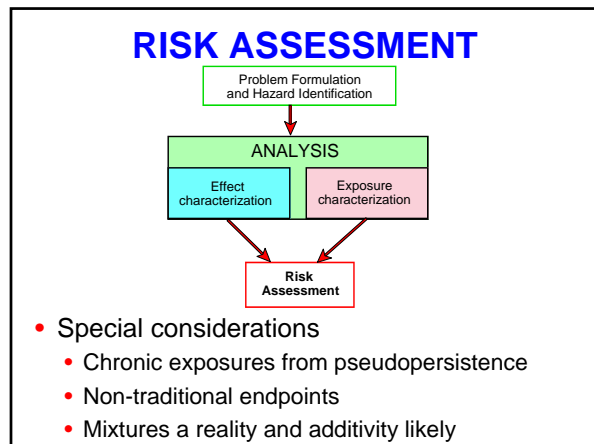 RISK ASSESSMENT
Problem Formulation
and Hazard Identification
ANALYSIS
Effect
characterization
Exposure
characterization
Risk
Assessment
• Special considerations
• Chronic exposures from pseudopersistence
• Non-traditional endpoints
• Mixtures a reality and additivity likely